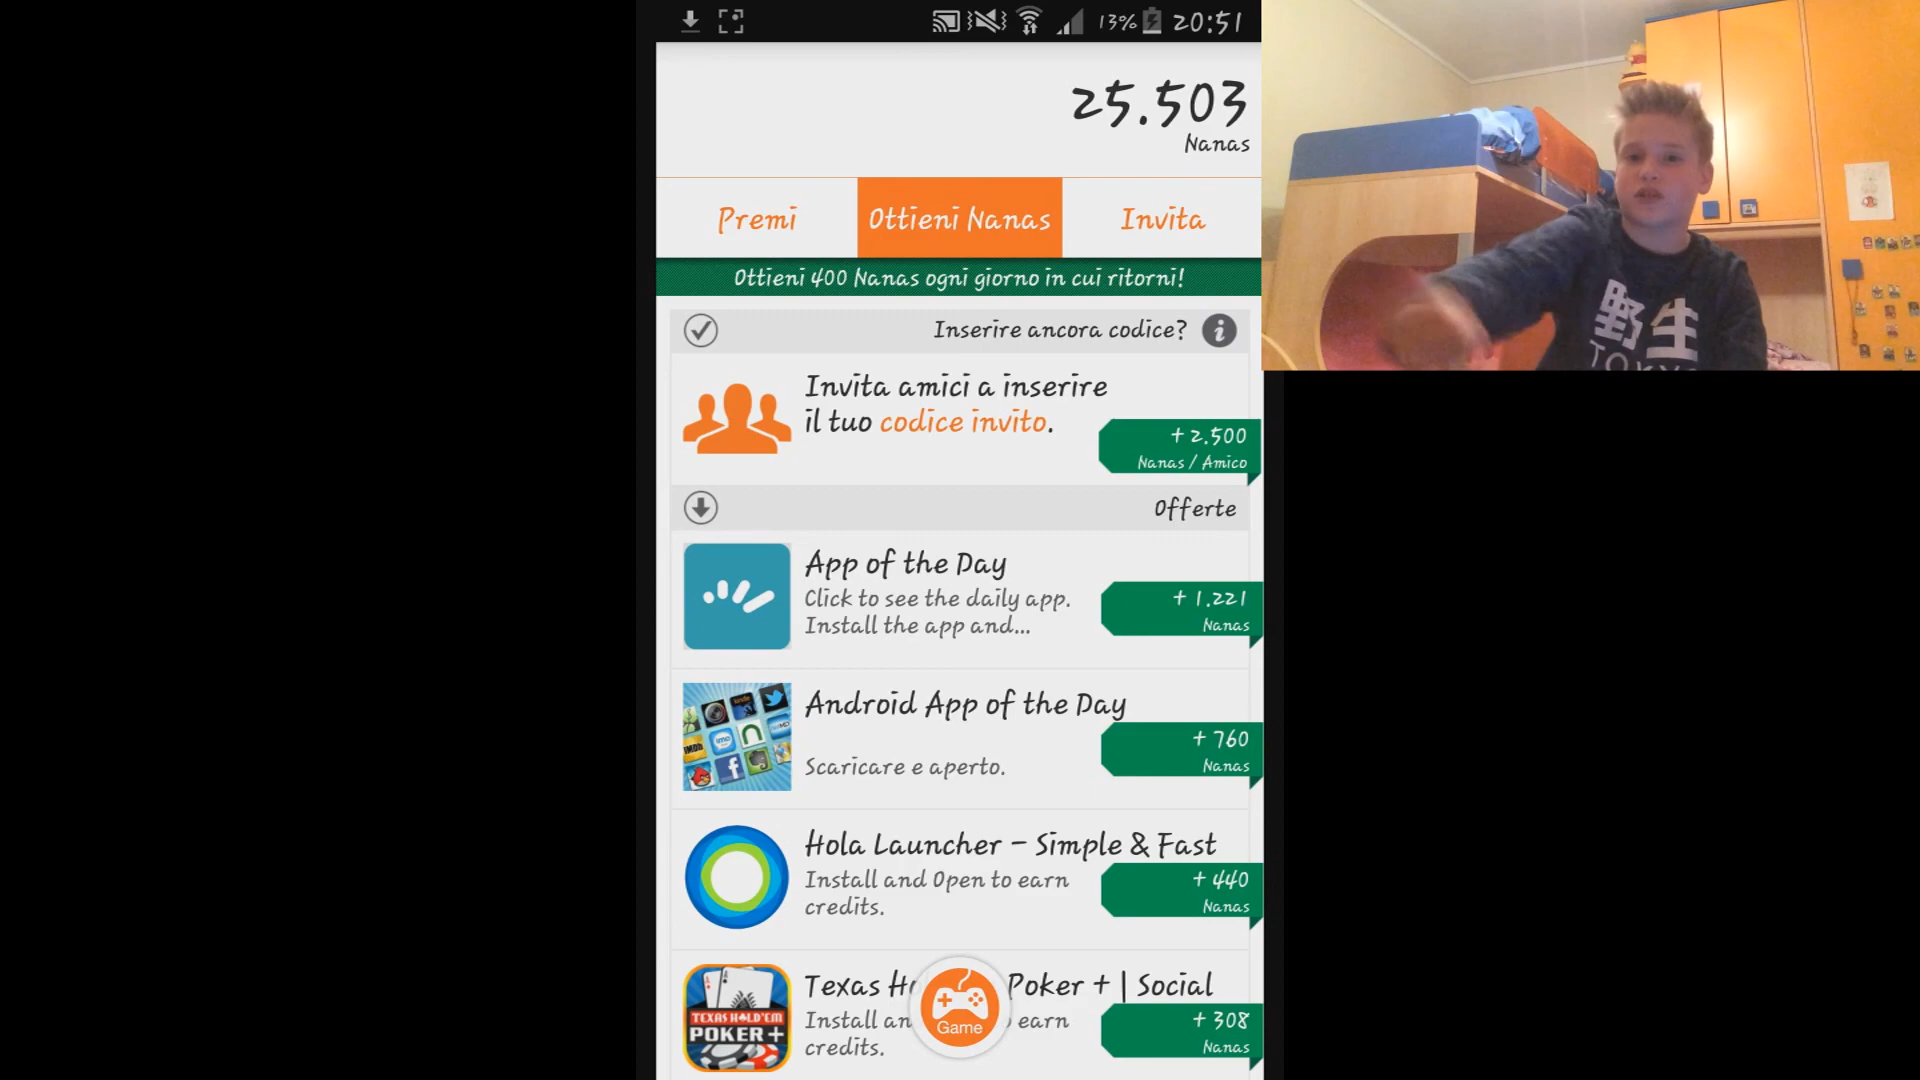 13% 20:51
25.503
Nanas
Premi
Ottieni Nanas
Invita
Ottieni 400 Nanas ogni giorno in cui ritorni!
Inserire ancora codice?
Invita amici a inserire
il tuo codice invito.
+ 2.500
Nanas / Amico
Offerte
App of the Day
Click to see the daily app.
Install the app and...
+ 1.221
Nanas
Android App of the Day
Scaricare e aperto.
+ 760
Nanas
Hola Launcher - Simple & Fast
Install and Open to earn
credits.
+ 440
Nanas
Texas Poker + | Social
Install earn
credits.
+ 308
Nanas
TEXAS HOLD'EM
POKER +
Game
野生